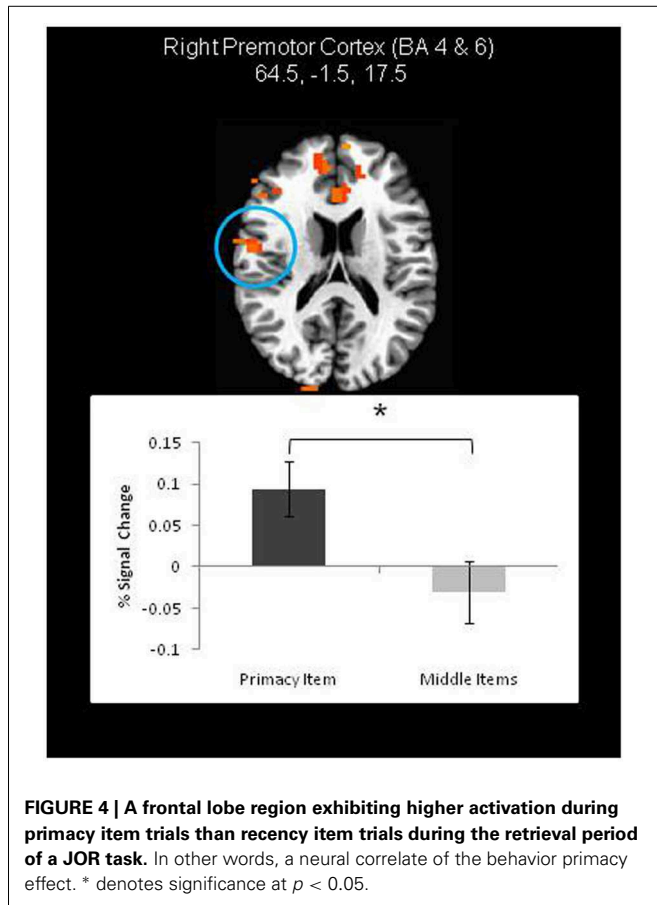 Right Premotor Cortex (BA 4 & 6)
64.5, -1.5, 17.5
*
0.15
0.1
0.05
0
-0.05
-0.1
% Signal Change
Primacy Item
Middle Items
FIGURE 4 | A frontal lobe region exhibiting higher activation during
primacy item trials than recency item trials during the retrieval period
of a JOR task. In other words, a neural correlate of the behavior primacy
effect. * denotes significance at p < 0.05.